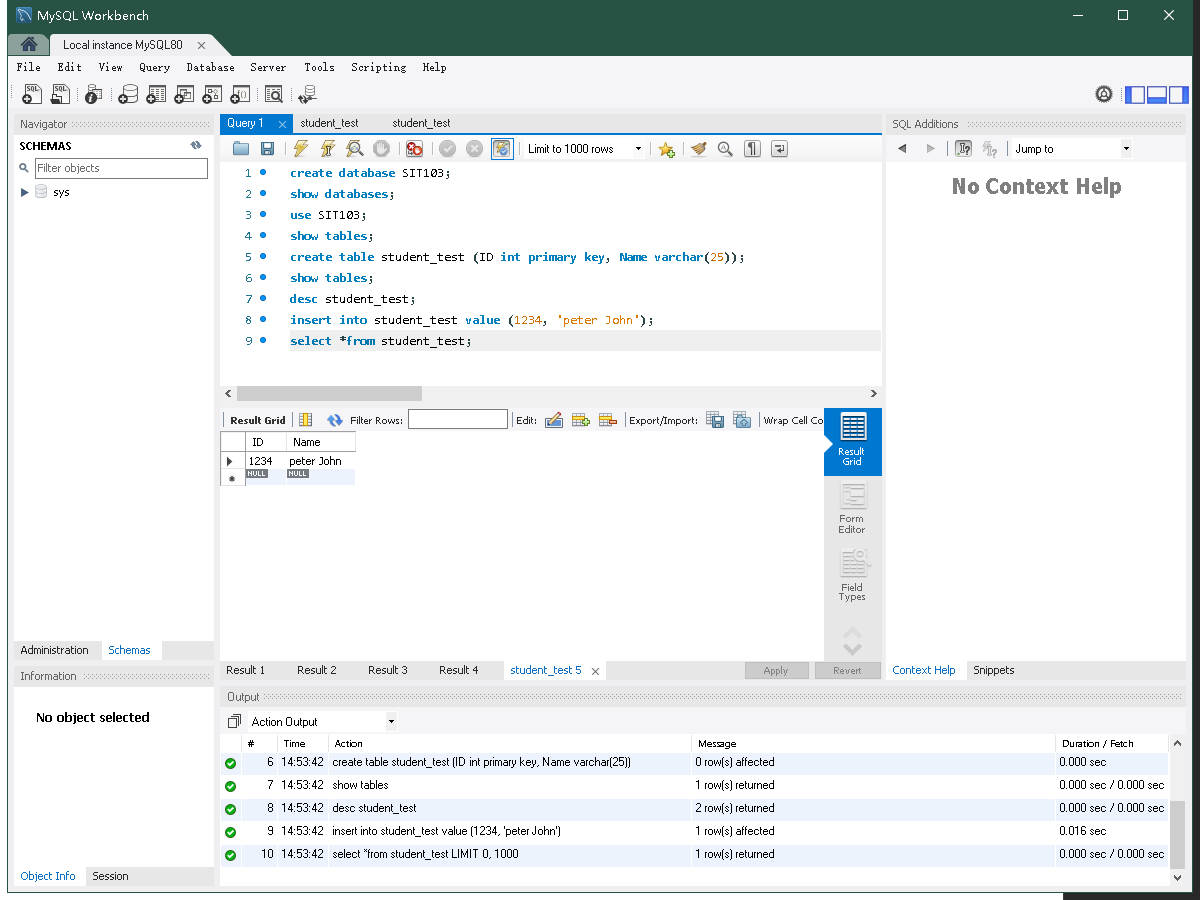 MySQL Workbench
Local instance MySQL80
File Edit View Query Database Server Tools Scripting Help
Navigator
SCHEMAS
Filter objects
sys
Administration Schemas
Information
No object selected
Object Info Session
Query 1 student_test student_test
Limit to 1000 rows
1 create database SIT103;
2 show databases;
3 use SIT103;
4 show tables;
5 create table student_test (ID int primary key, Name varchar(25));
6 show tables;
7 desc student_test;
8 insert into student_test value (1234, 'peter John');
9 select *from student_test;
Result Grid Filter Rows: Edit: Export/Import: Wrap Cell Co
ID Name
1234 peter John
NULL NULL
Result
Grid
Form
Editor
Field
Types
Result 1 Result 2 Result 3 Result 4 student_test 5 Apply Revert
SQL Additions
Jump to
No Context Help
Context Help Snippets
Output
Action Output
# Time Action Message Duration / Fetch
6 14:53:42 create table student_test (ID int primary key, Name varchar(25)) 0 row(s) affected 0.000 sec
7 14:53:42 show tables 1 row(s) returned 0.000 sec / 0.000 sec
8 14:53:42 desc student_test 2 row(s) returned 0.000 sec / 0.000 sec
9 14:53:42 insert into student_test value (1234, 'peter John') 1 row(s) affected 0.016 sec
10 14:53:42 select *from student_test LIMIT 0, 1000 1 row(s) returned 0.000 sec / 0.000 sec